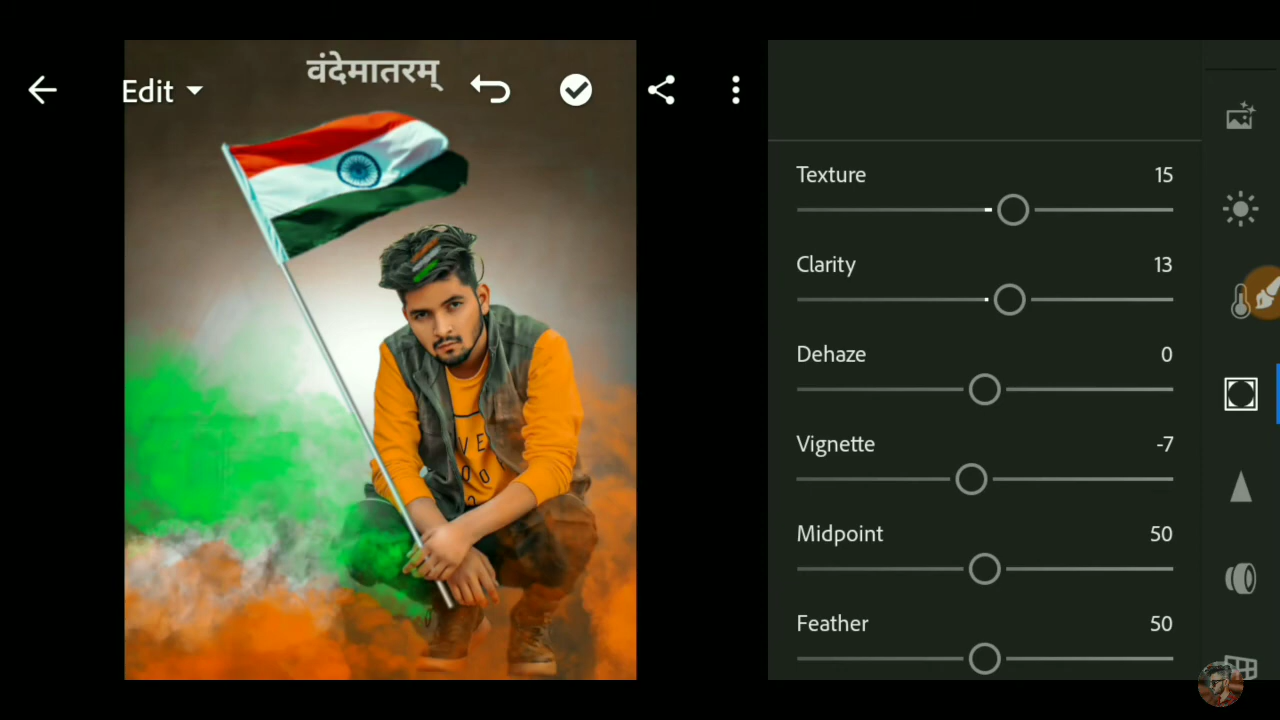 वंदेमातरम्
Edit
Texture 15
Clarity 13
Dehaze 0
Vignette -7
Midpoint 50
Feather 50